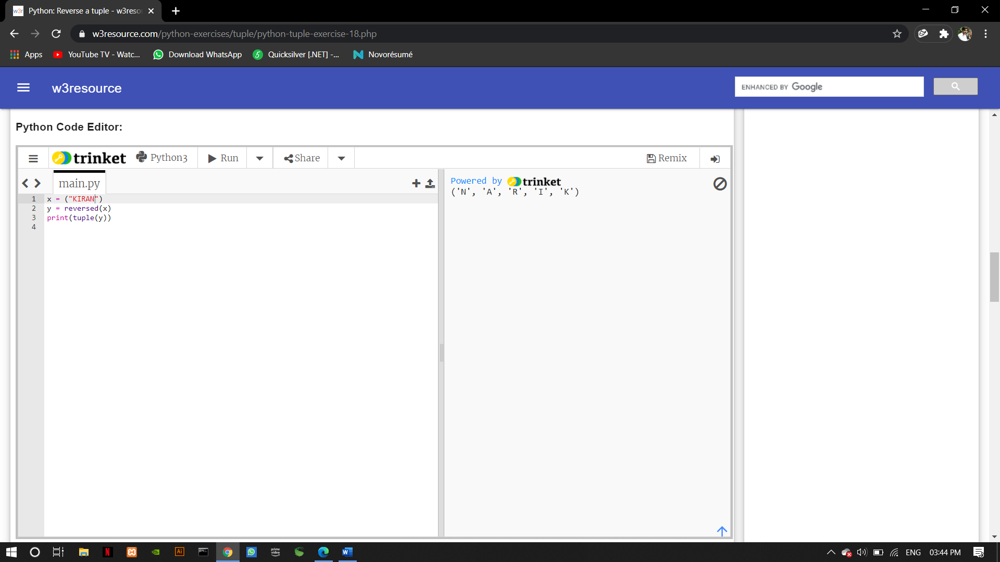 Python: Reverse a tuple - w3reso
w3resource.com/python-exercises/tuple/python-tuple-exercise-18.php
Apps YouTube TV - Watc... Download WhatsApp Quicksilver [.NET] -... Novorésumé
w3resource
ENHANCED BY Google
Python Code Editor:
trinket Python3 Run Share Remix
main.py
1 x = ("KIRAN")
2 y = reversed(x)
3 print(tuple(y))
4
Powered by trinket
('N', 'A', 'R', 'I', 'K')
ENG 03:44 PM